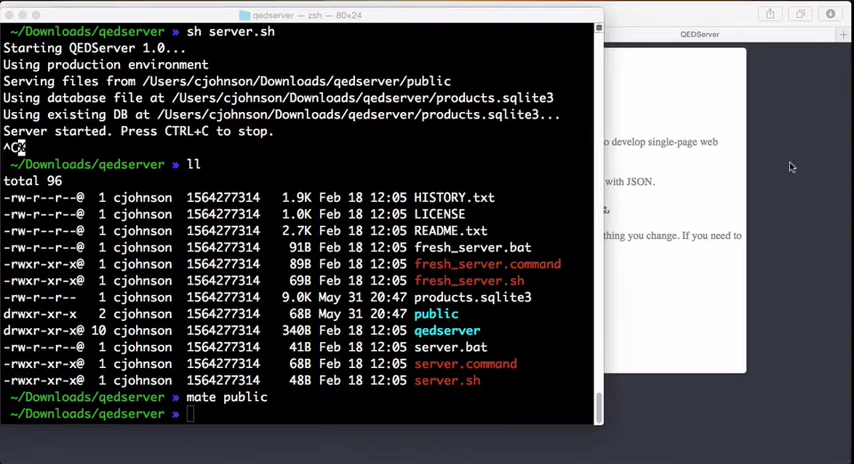 qedserver — zsh — 80x24
~/Downloads/qedserver » sh server.sh
Starting QEDServer 1.0...
Using production environment
Serving files from /Users/cjohnson/Downloads/qedserver/public
Using database file at /Users/cjohnson/Downloads/qedserver/products.sqlite3
Using existing DB at /Users/cjohnson/Downloads/qedserver/products.sqlite3...
Server started. Press CTRL+C to stop.
^C%
~/Downloads/qedserver » ll
total 96
-rw-r--r--@ 1 cjohnson 1564277314 1.9K Feb 18 12:05 HISTORY.txt
-rw-r--r--@ 1 cjohnson 1564277314 1.0K Feb 18 12:05 LICENSE
-rw-r--r--@ 1 cjohnson 1564277314 2.7K Feb 18 12:05 README.txt
-rw-r--r--@ 1 cjohnson 1564277314 91B Feb 18 12:05 fresh_server.bat
-rwxr-xr-x@ 1 cjohnson 1564277314 89B Feb 18 12:05 fresh_server.command
-rwxr-xr-x@ 1 cjohnson 1564277314 69B Feb 18 12:05 fresh_server.sh
-rw-r--r-- 1 cjohnson 1564277314 9.0K May 31 20:47 products.sqlite3
drwxr-xr-x 2 cjohnson 1564277314 68B May 31 20:47 public
drwxr-xr-x@ 10 cjohnson 1564277314 340B Feb 18 12:05 qedserver
-rw-r--r--@ 1 cjohnson 1564277314 41B Feb 18 12:05 server.bat
-rwxr-xr-x@ 1 cjohnson 1564277314 68B Feb 18 12:05 server.command
-rwxr-xr-x@ 1 cjohnson 1564277314 48B Feb 18 12:05 server.sh
~/Downloads/qedserver » mate public
~/Downloads/qedserver »
QEDServer
to develop single-page web
with JSON.
thing you change. If you need to